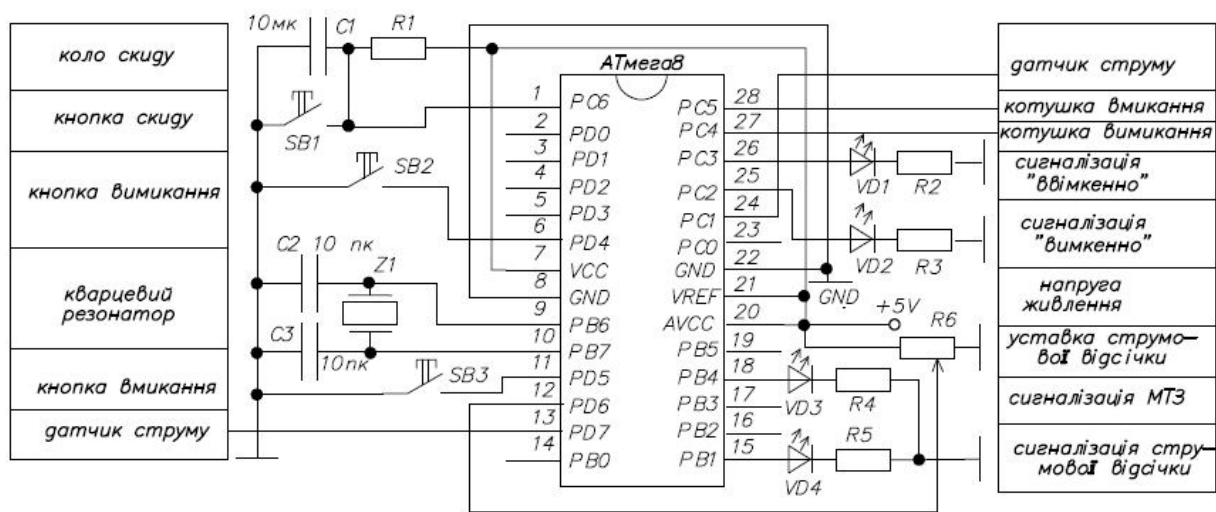 коло скиду
кнопка скиду
кнопка вимикання
кварцевий
резонатор
кнопка вмикання
датчик струму
10мк
C1
R1
SB1
SB2
C2 10 пк
Z1
C3
10пк
SB3
АТмега8
1 PC6
2 PD0
3 PD1
4 PD2
5 PD3
6 PD4
7 VCC
8 GND
9 PB6
10 PB7
11 PD5
12 PD6
13 PD7
14 PB0
PC5 28
PC4 27
PC3 26
PC2 25
PC1 24
PC0 23
GND 22
VREF 21
AVCC 20
PB5 19
PB4 18
PB3 17
PB2 16
PB1 15
VD1 R2
VD2 R3
GND
+5V
R6
VD3 R4
VD4 R5
датчик струму
котушка вмикання
котушка вимикання
сигналізація
"ввімкенно"
сигналізація
"вимкенно"
напруга
живлення
уставка струмо—
вої відсічки
сигналізація МТЗ
сигналізація стру—
мової відсічки